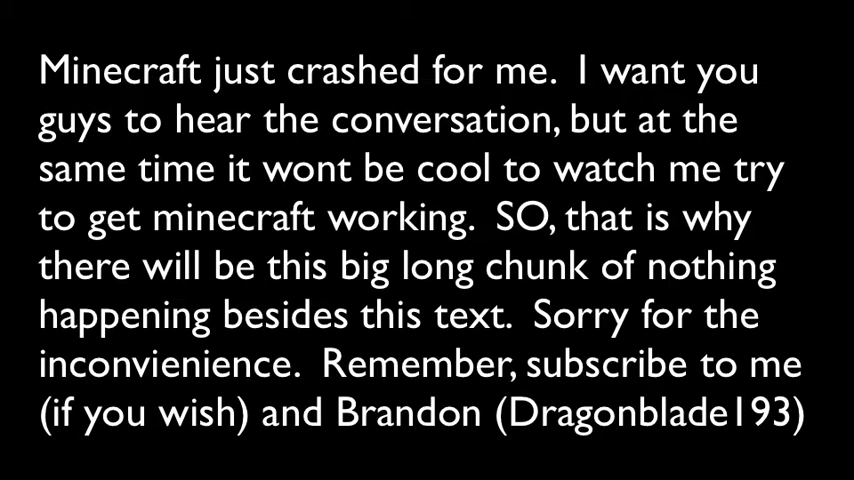 Minecraft just crashed for me.  I want you
guys to hear the conversation, but at the
same time it wont be cool to watch me try
to get minecraft working.  SO, that is why
there will be this big long chunk of nothing
happening besides this text.  Sorry for the
inconvienience.  Remember, subscribe to me
(if you wish) and Brandon (Dragonblade193)